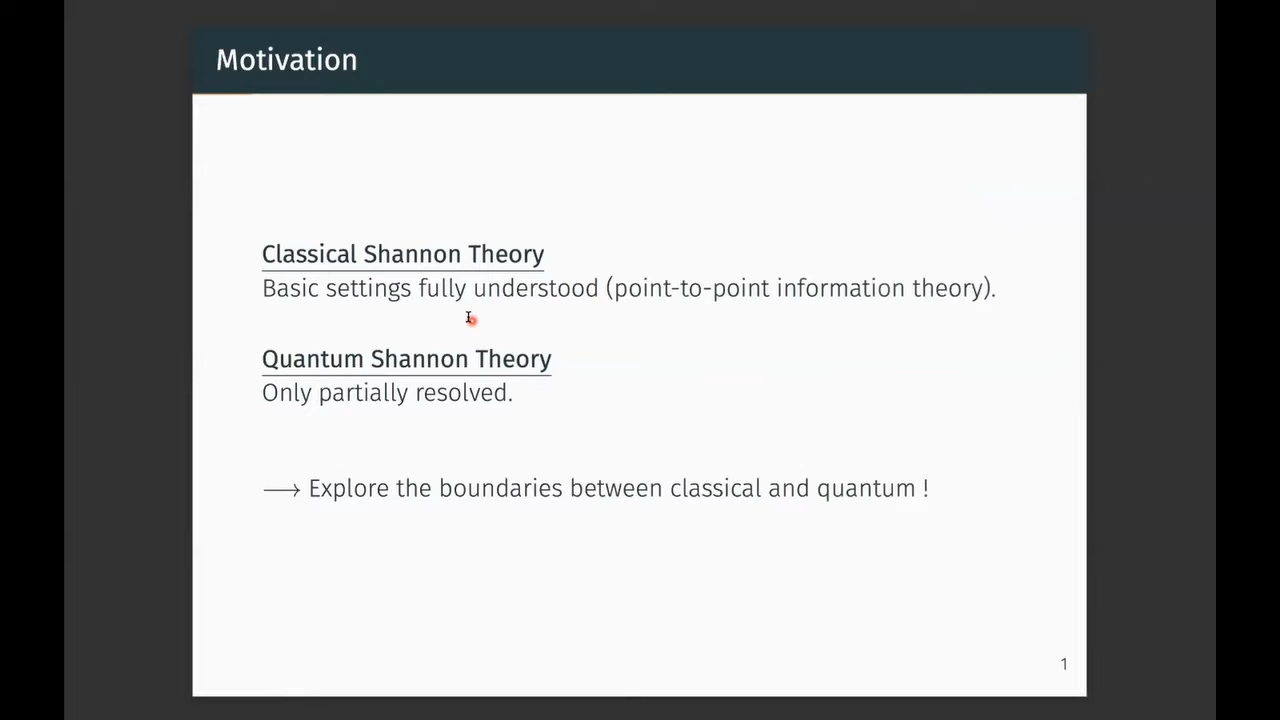 Motivation
Classical Shannon Theory
Basic settings fully understood (point-to-point information theory).
Quantum Shannon Theory
Only partially resolved.
⟶ Explore the boundaries between classical and quantum !
1